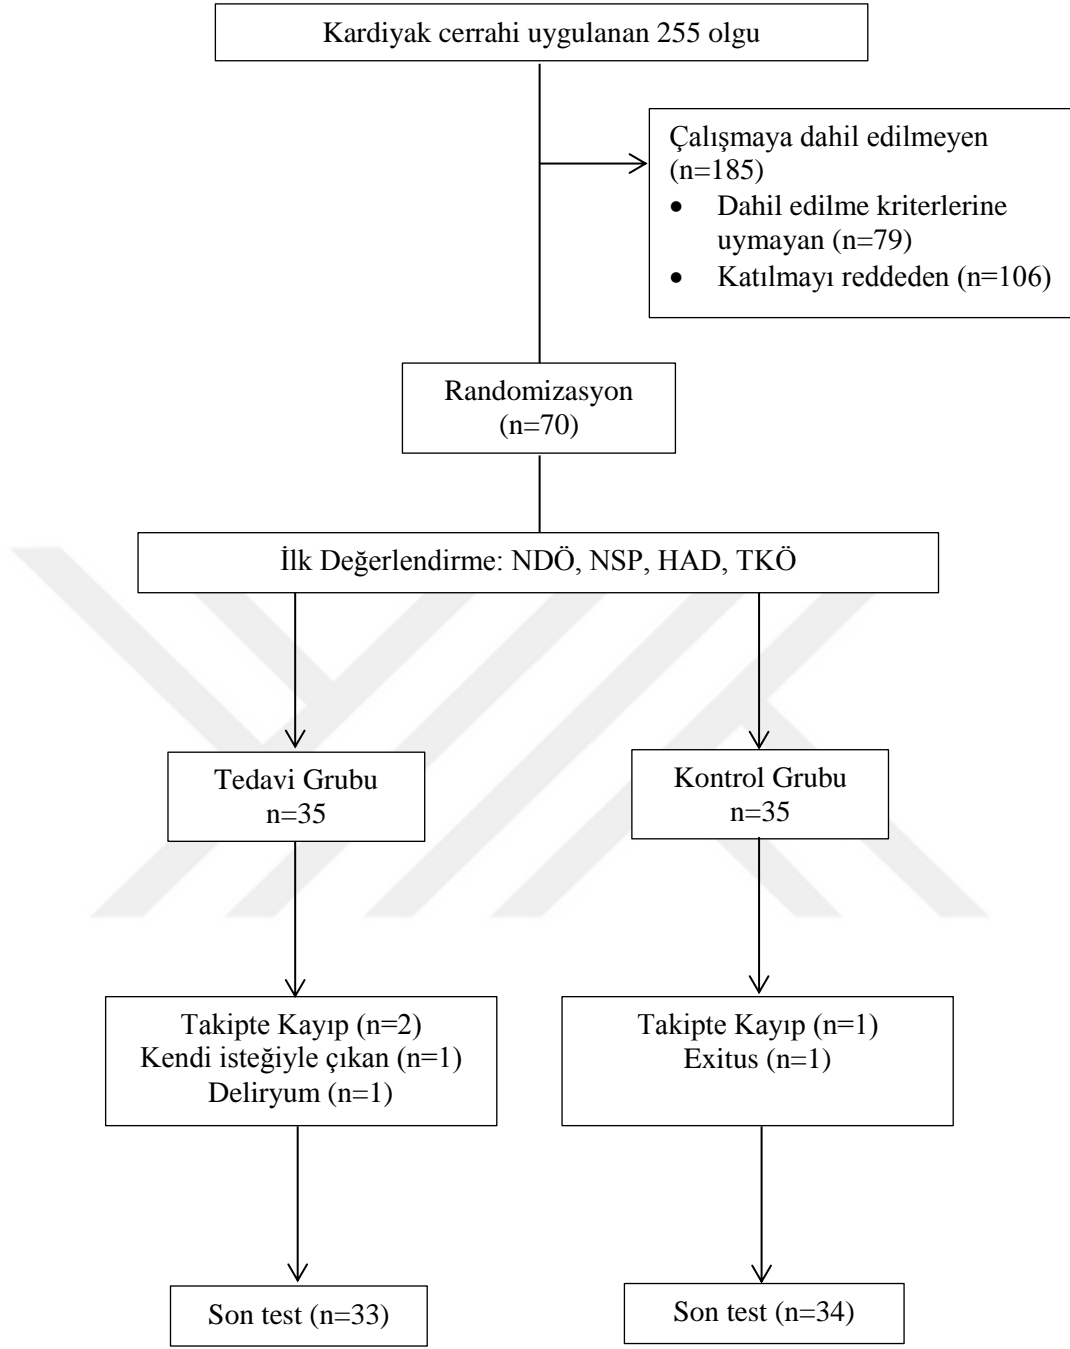 Kardiyak cerrahi uygulanan 255 olgu
Çalışmaya dahil edilmeyen
(n=185)
• Dahil edilme kriterlerine
uymayan (n=79)
• Katılmayı reddeden (n=106)
Randomizasyon
(n=70)
İlk Değerlendirme: NDÖ, NSP, HAD, TKÖ
Tedavi Grubu
n=35
Kontrol Grubu
n=35
Takipte Kayıp (n=2)
Kendi isteğiyle çıkan (n=1)
Deliryum (n=1)
Takipte Kayıp (n=1)
Exitus (n=1)
Son test (n=33)
Son test (n=34)